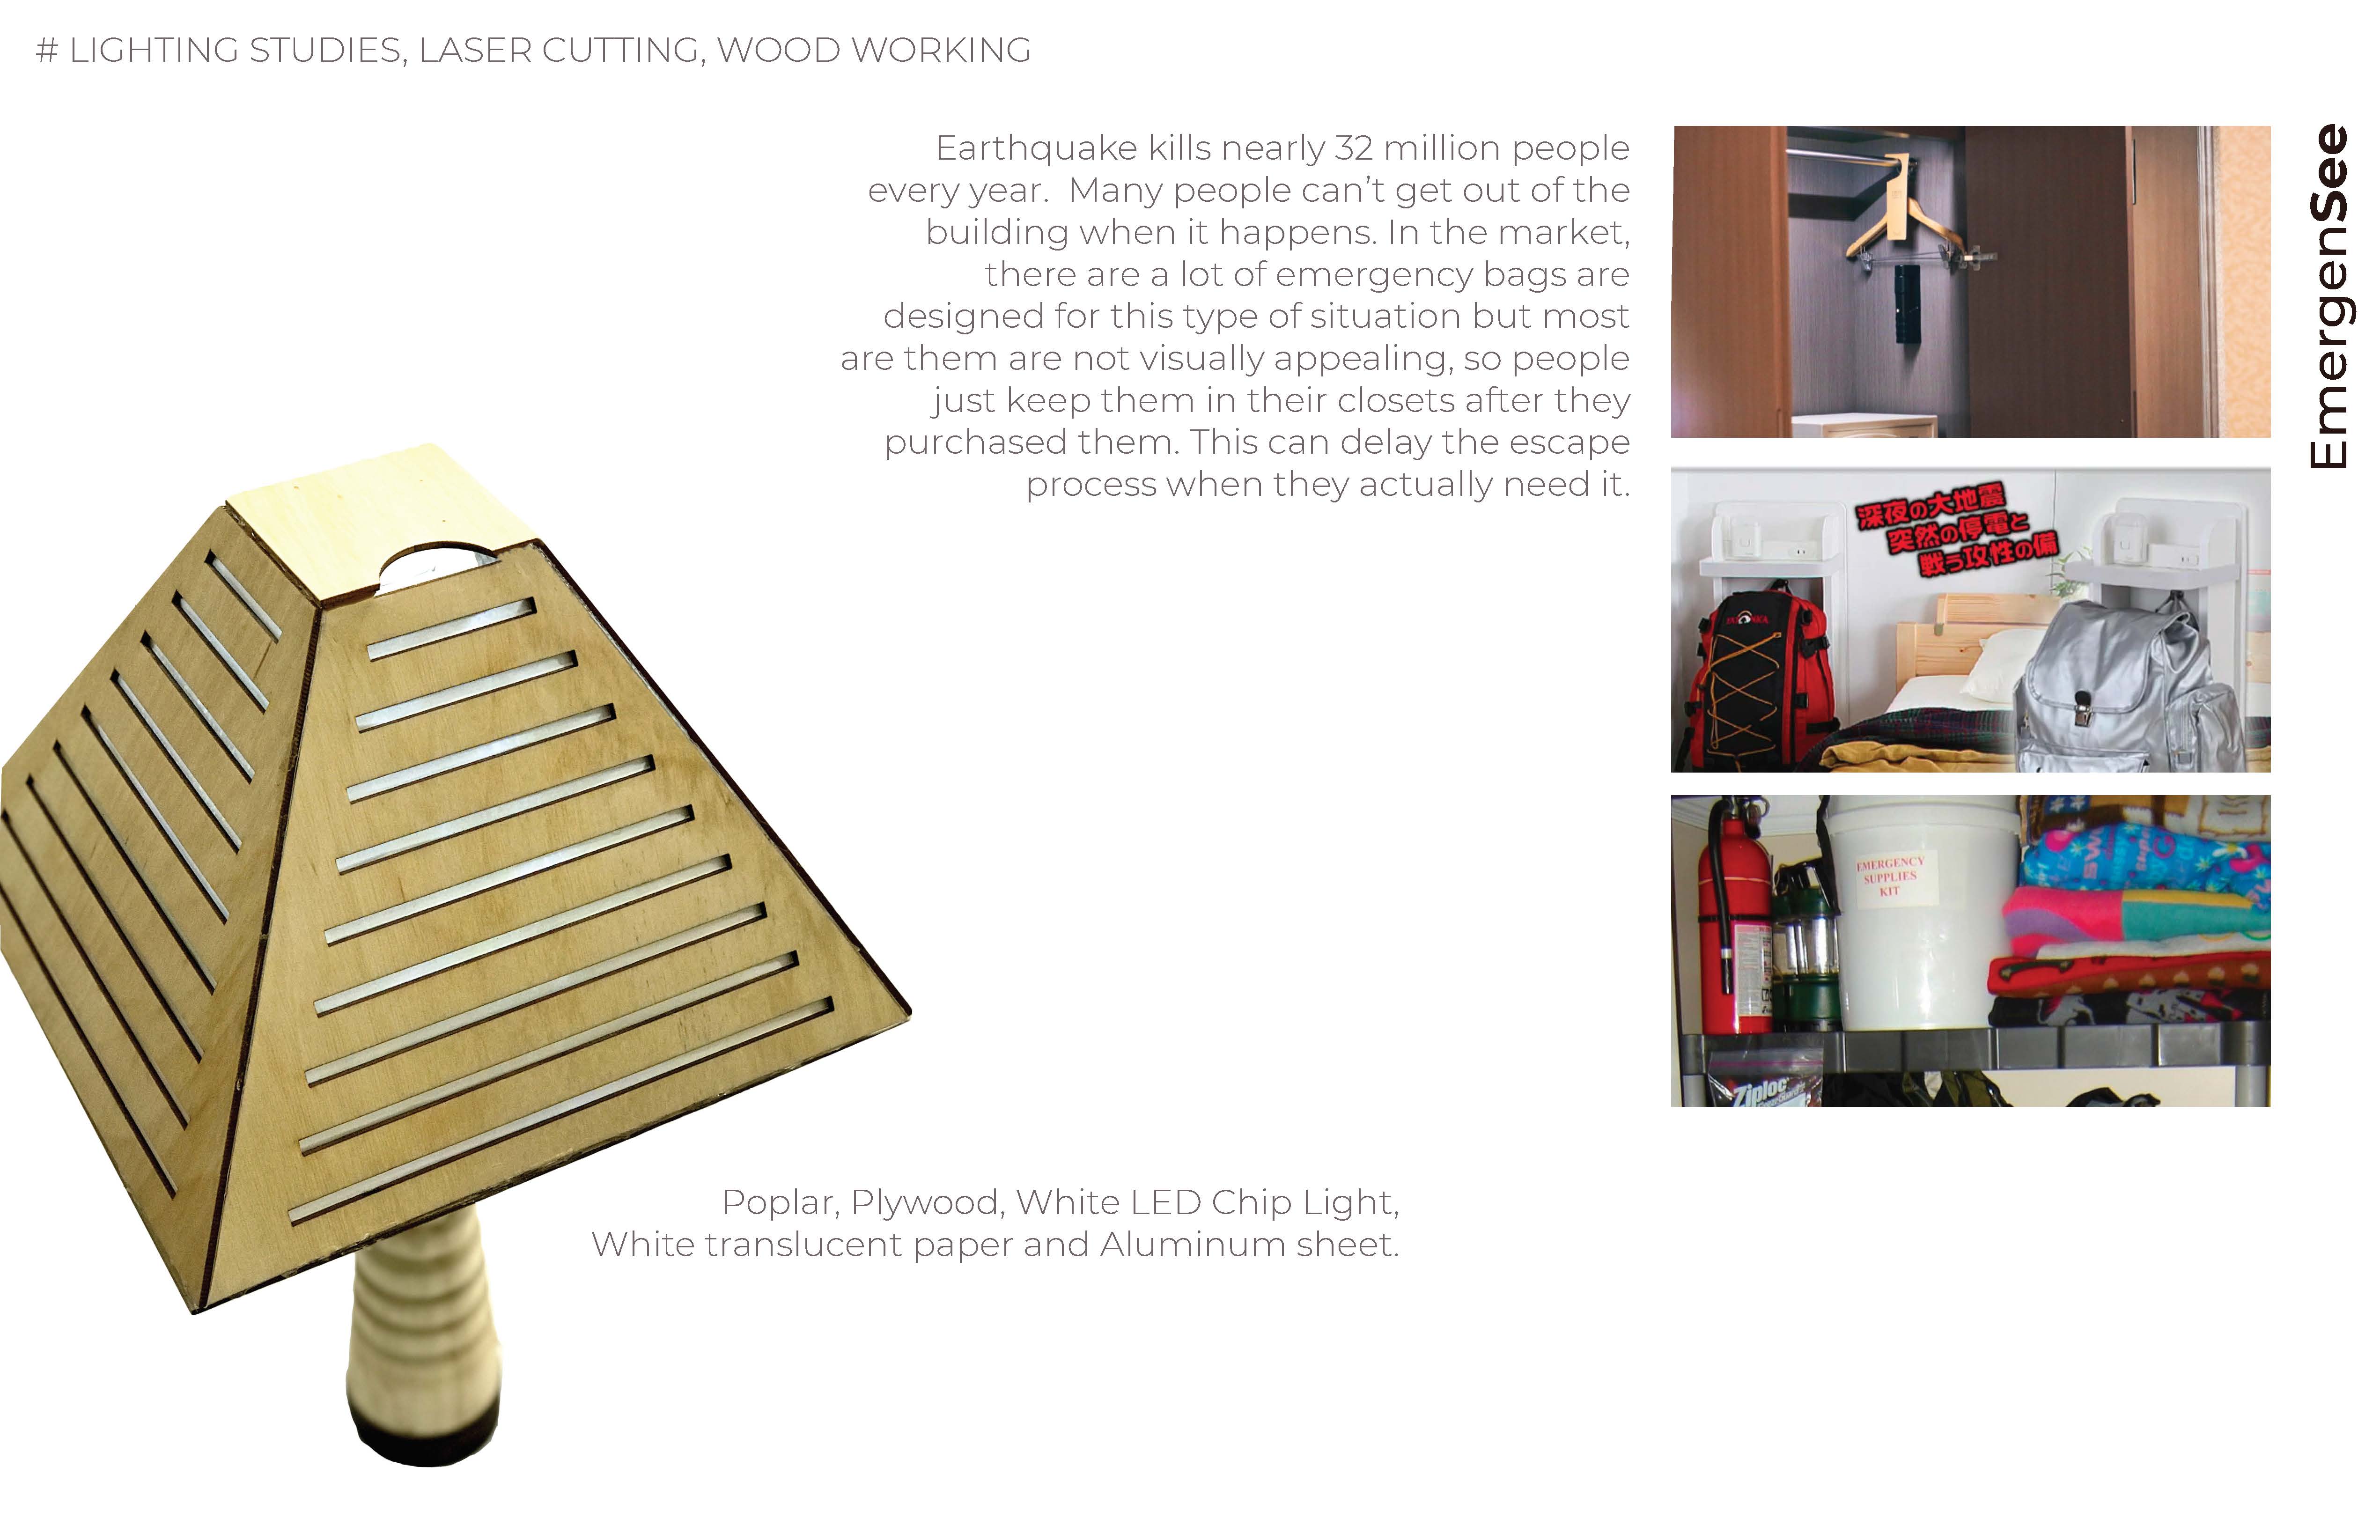 # LIGHTING STUDIES, LASER CUTTING, WOOD WORKING
Earthquake kills nearly 32 million people
every year.  Many people can’t get out of the
building when it happens. In the market,
there are a lot of emergency bags are
designed for this type of situation but most
are them are not visually appealing, so people
just keep them in their closets after they
purchased them. This can delay the escape
process when they actually need it.
EmergenSee
深夜の大地震
突然の停電と
戦う攻性の備
EMERGENCY
SUPPLIES
KIT
Ziploc
Poplar, Plywood, White LED Chip Light,
White translucent paper and Aluminum sheet.